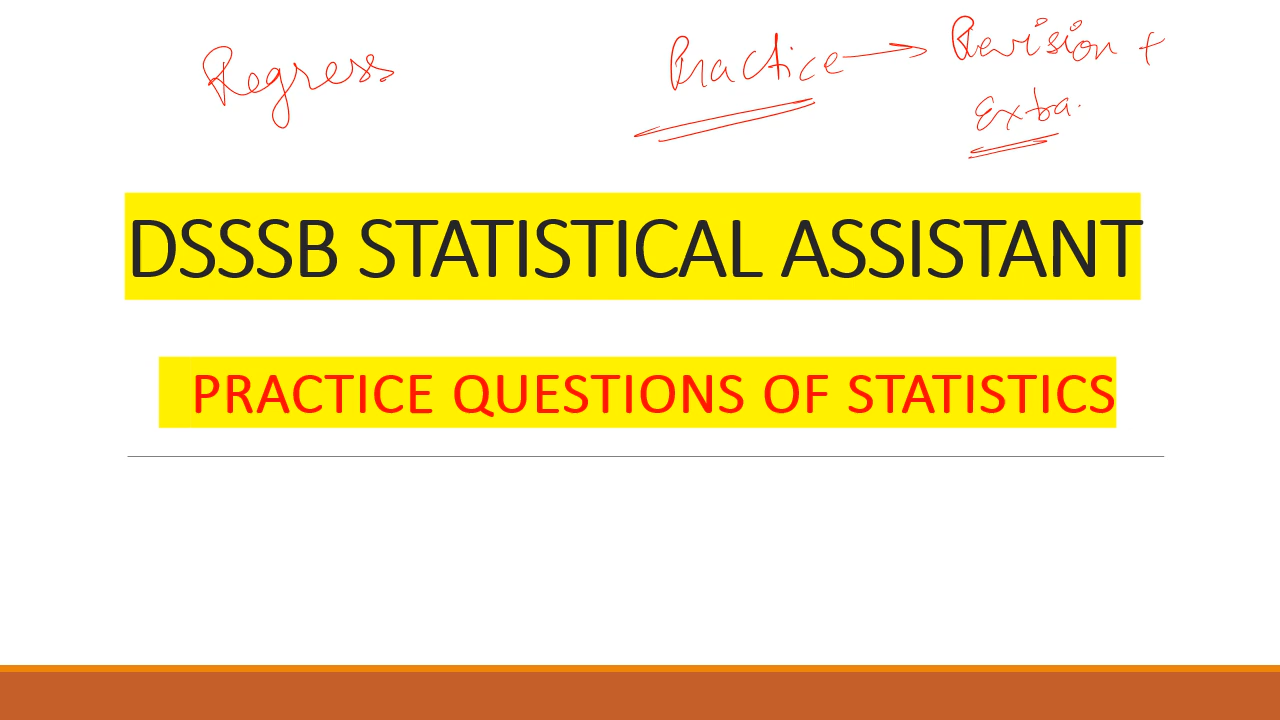 Regress
Practice → Revision +
Extra.
DSSSB STATISTICAL ASSISTANT
PRACTICE QUESTIONS OF STATISTICS